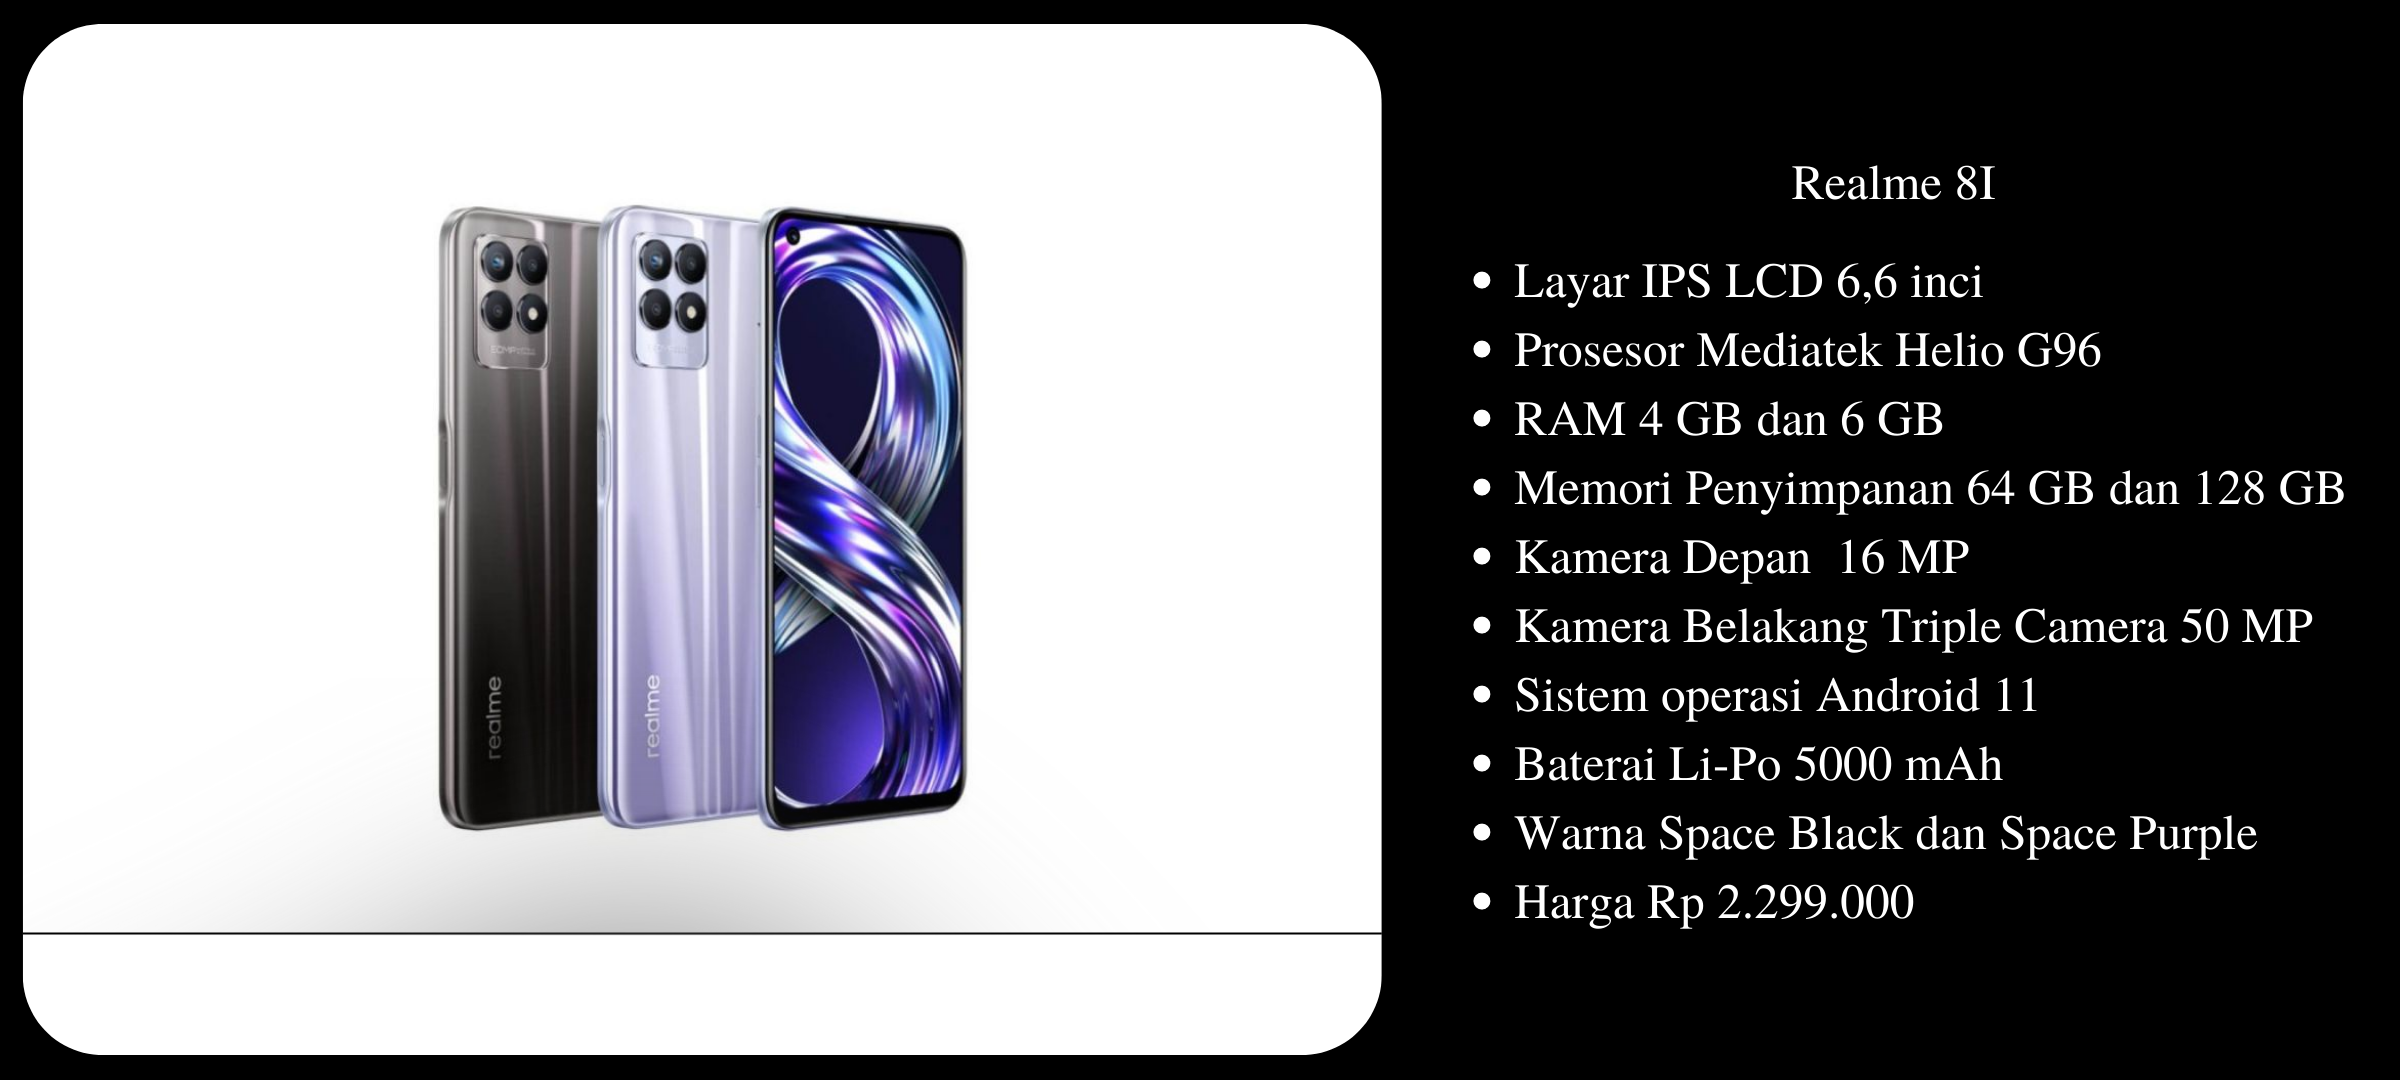 Realme 8I
Layar IPS LCD 6,6 inci
Prosesor Mediatek Helio G96
RAM 4 GB dan 6 GB
Memori Penyimpanan 64 GB dan 128 GB
Kamera Depan  16 MP
Kamera Belakang Triple Camera 50 MP
Sistem operasi Android 11
Baterai Li-Po 5000 mAh
Warna Space Black dan Space Purple
Harga Rp 2.299.000
realme
realme